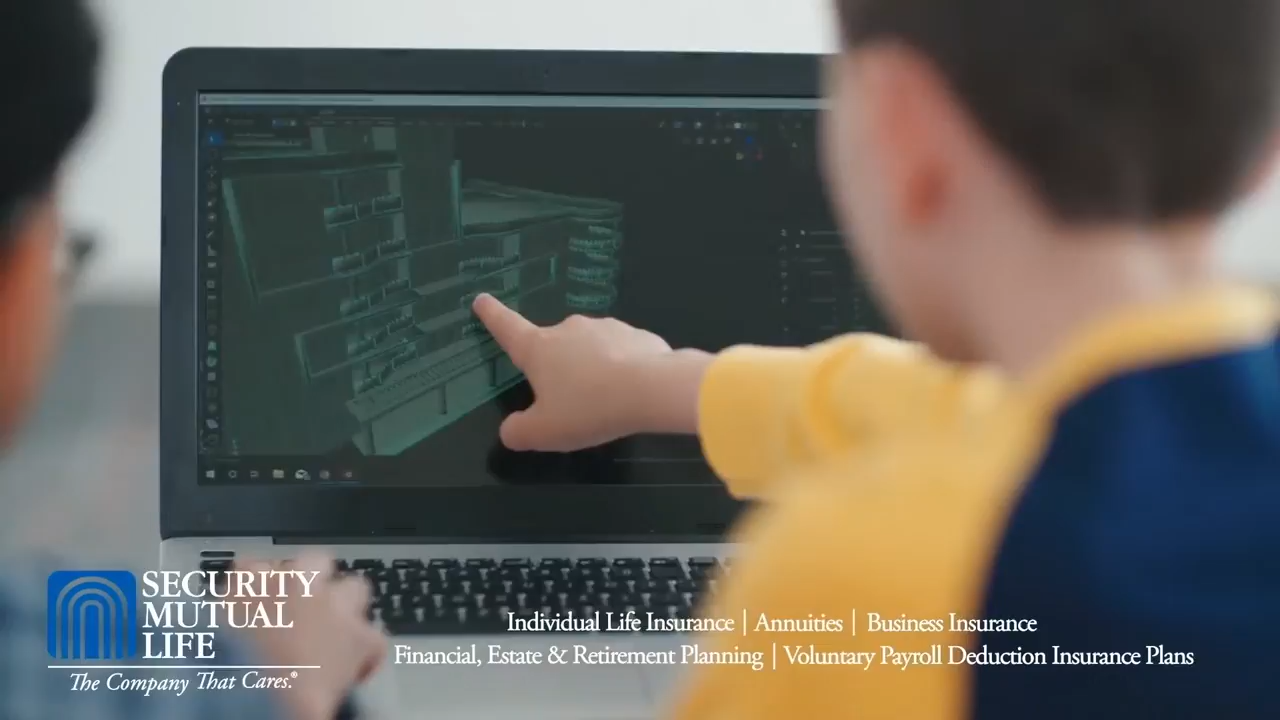 SECURITY
MUTUAL
LIFE
The Company That Cares.®
Individual Life Insurance | Annuities | Business Insurance
Financial, Estate & Retirement Planning | Voluntary Payroll Deduction Insurance Plans